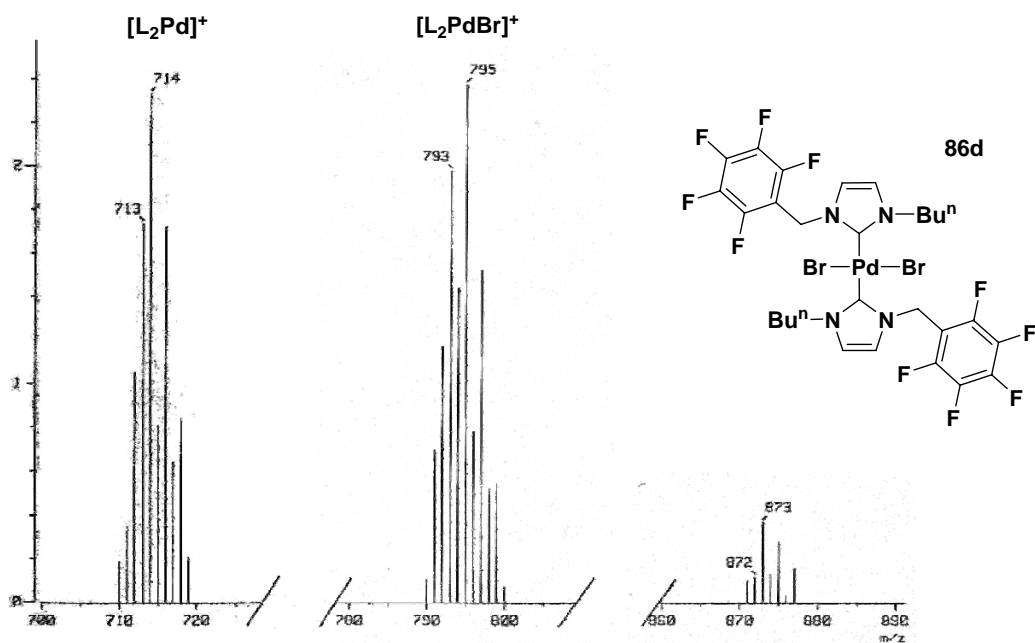 [L₂Pd]⁺
[L₂PdBr]⁺
714
713
795
793
873
872
2
1
0
700 710 720
780 790 800
860 870 880 890
m/z
86d
F
F
F
F
F
N N Buⁿ
Br Pd Br
Buⁿ N N
F
F
F
F
F